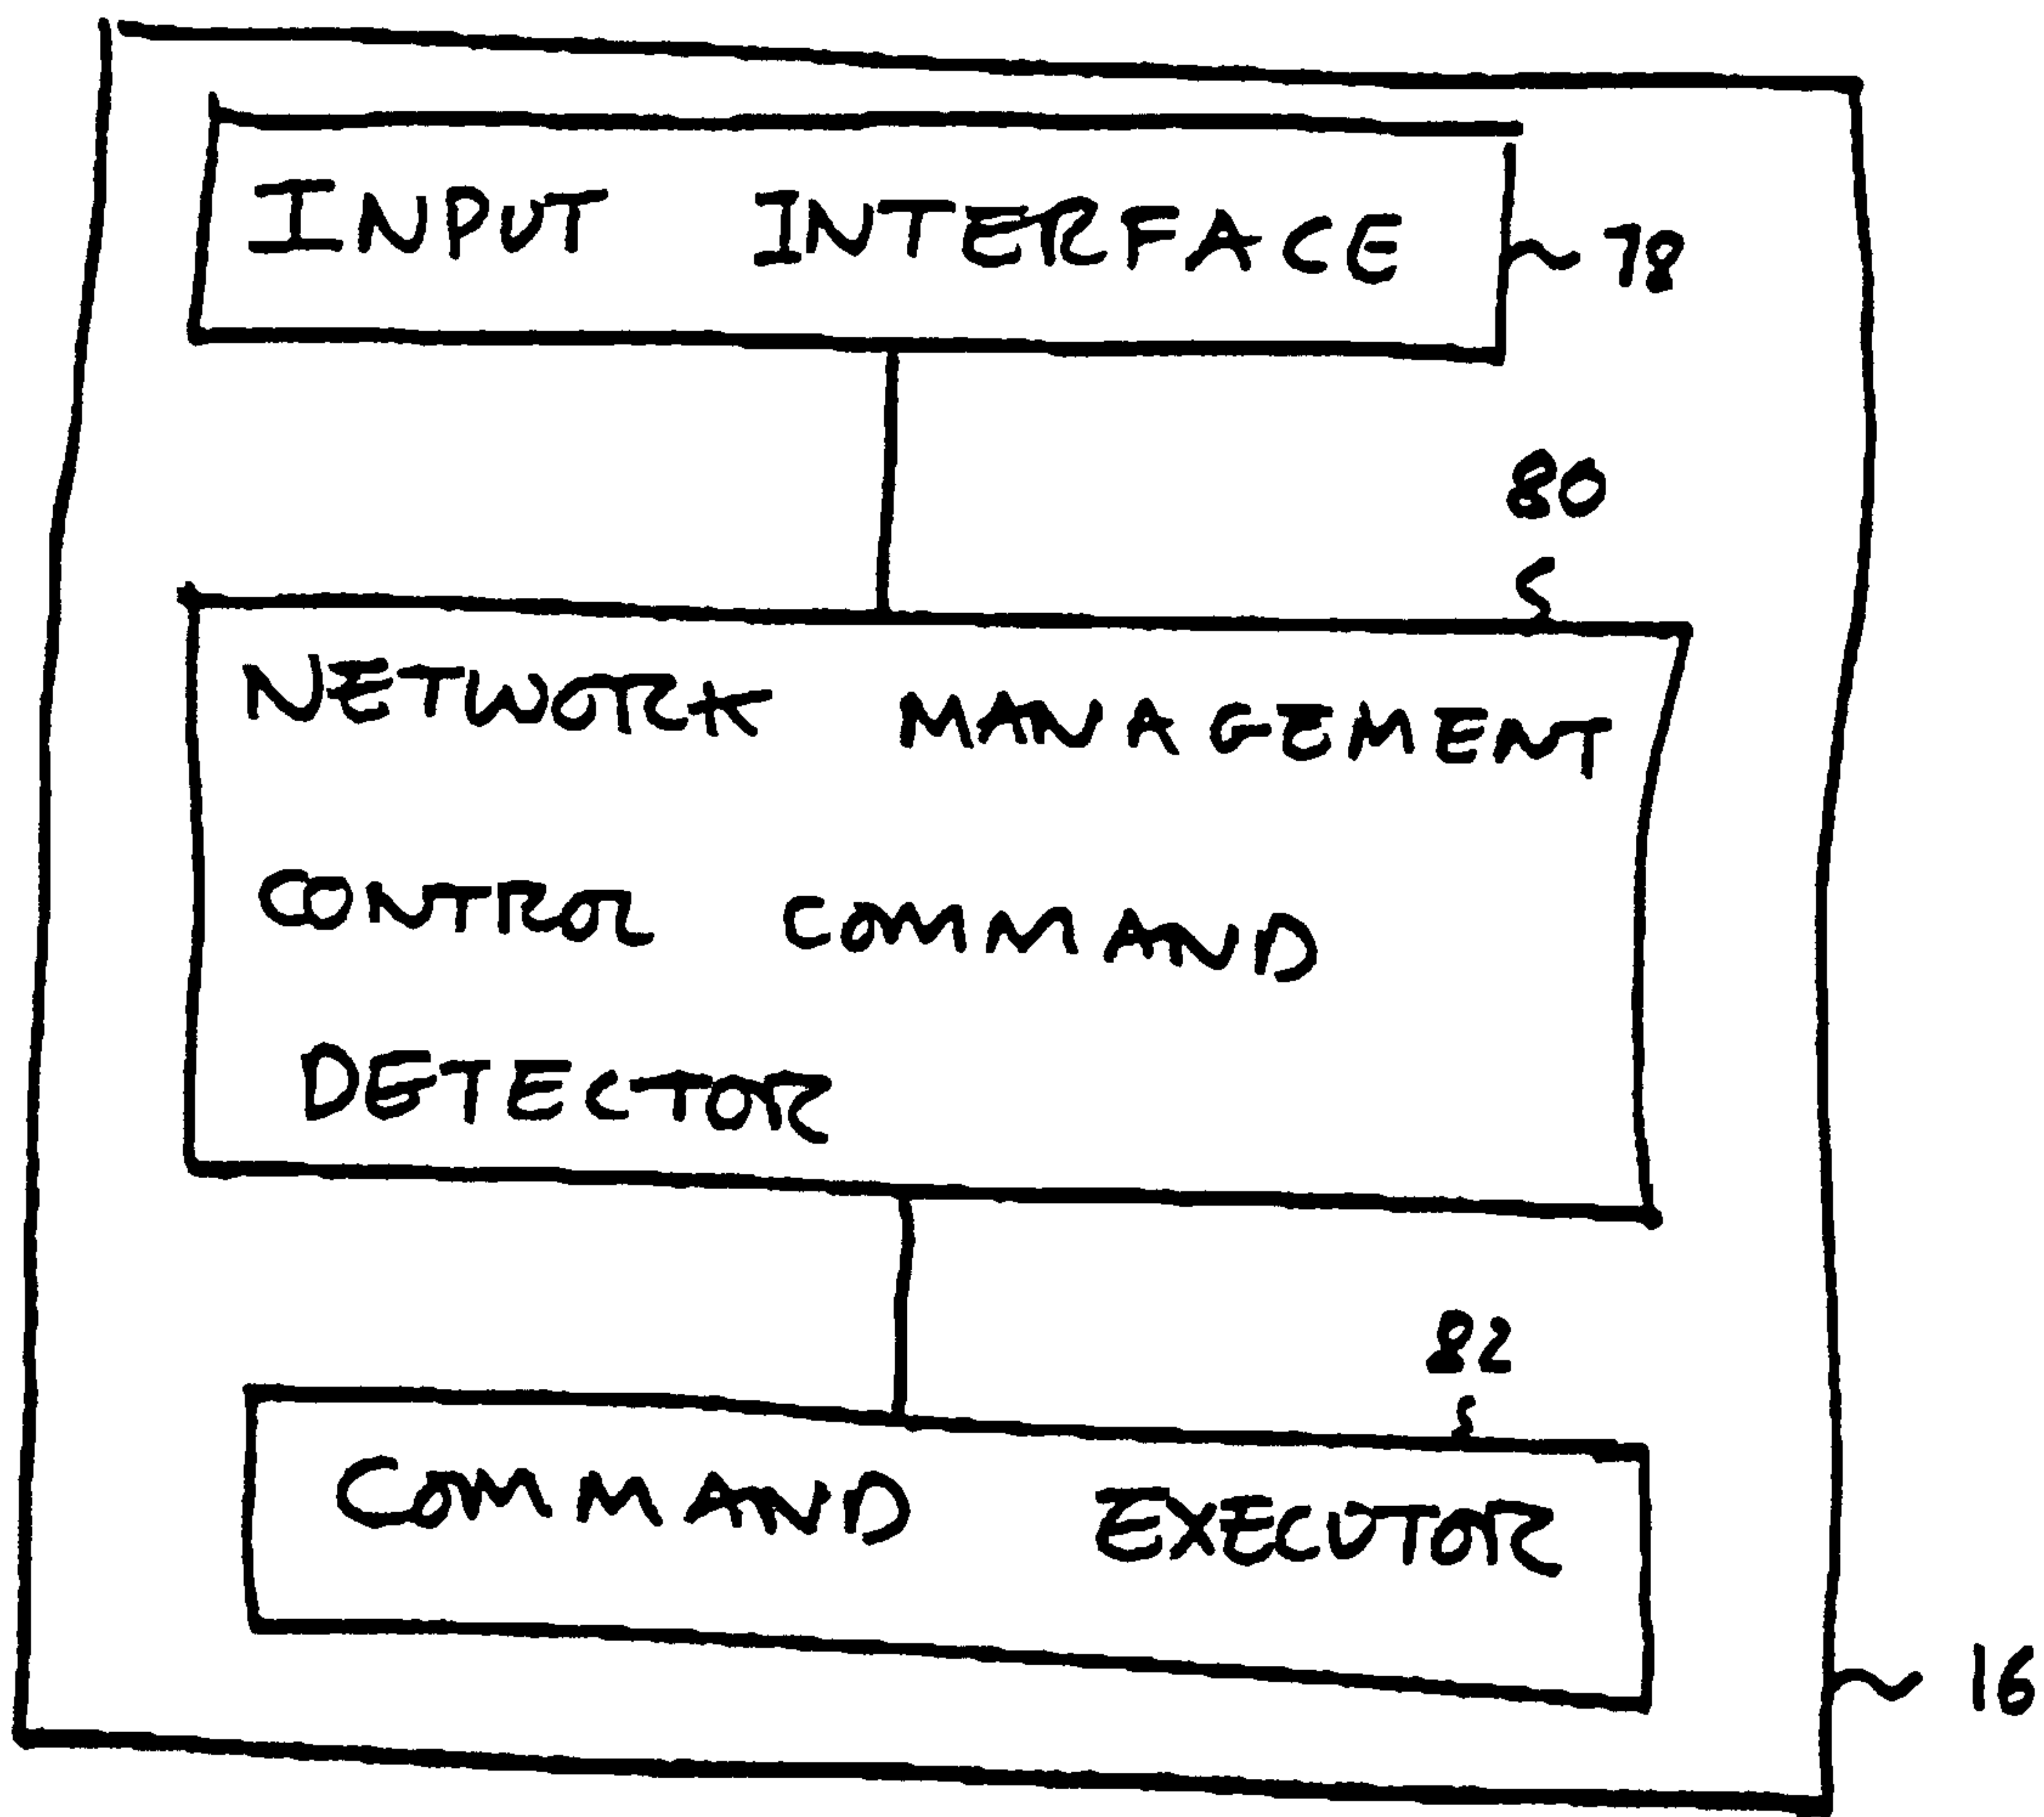 INPUT INTERFACE 78
80
NETWORK MANAGEMENT
CONTROL COMMAND
DETECTOR
82
COMMAND EXECUTOR
16